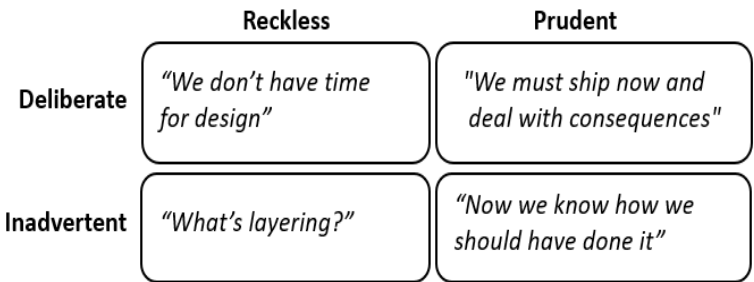 Reckless Prudent
Deliberate
“We don’t have time
for design”
"We must ship now and
deal with consequences"
Inadvertent
“What’s layering?”
“Now we know how we
should have done it”